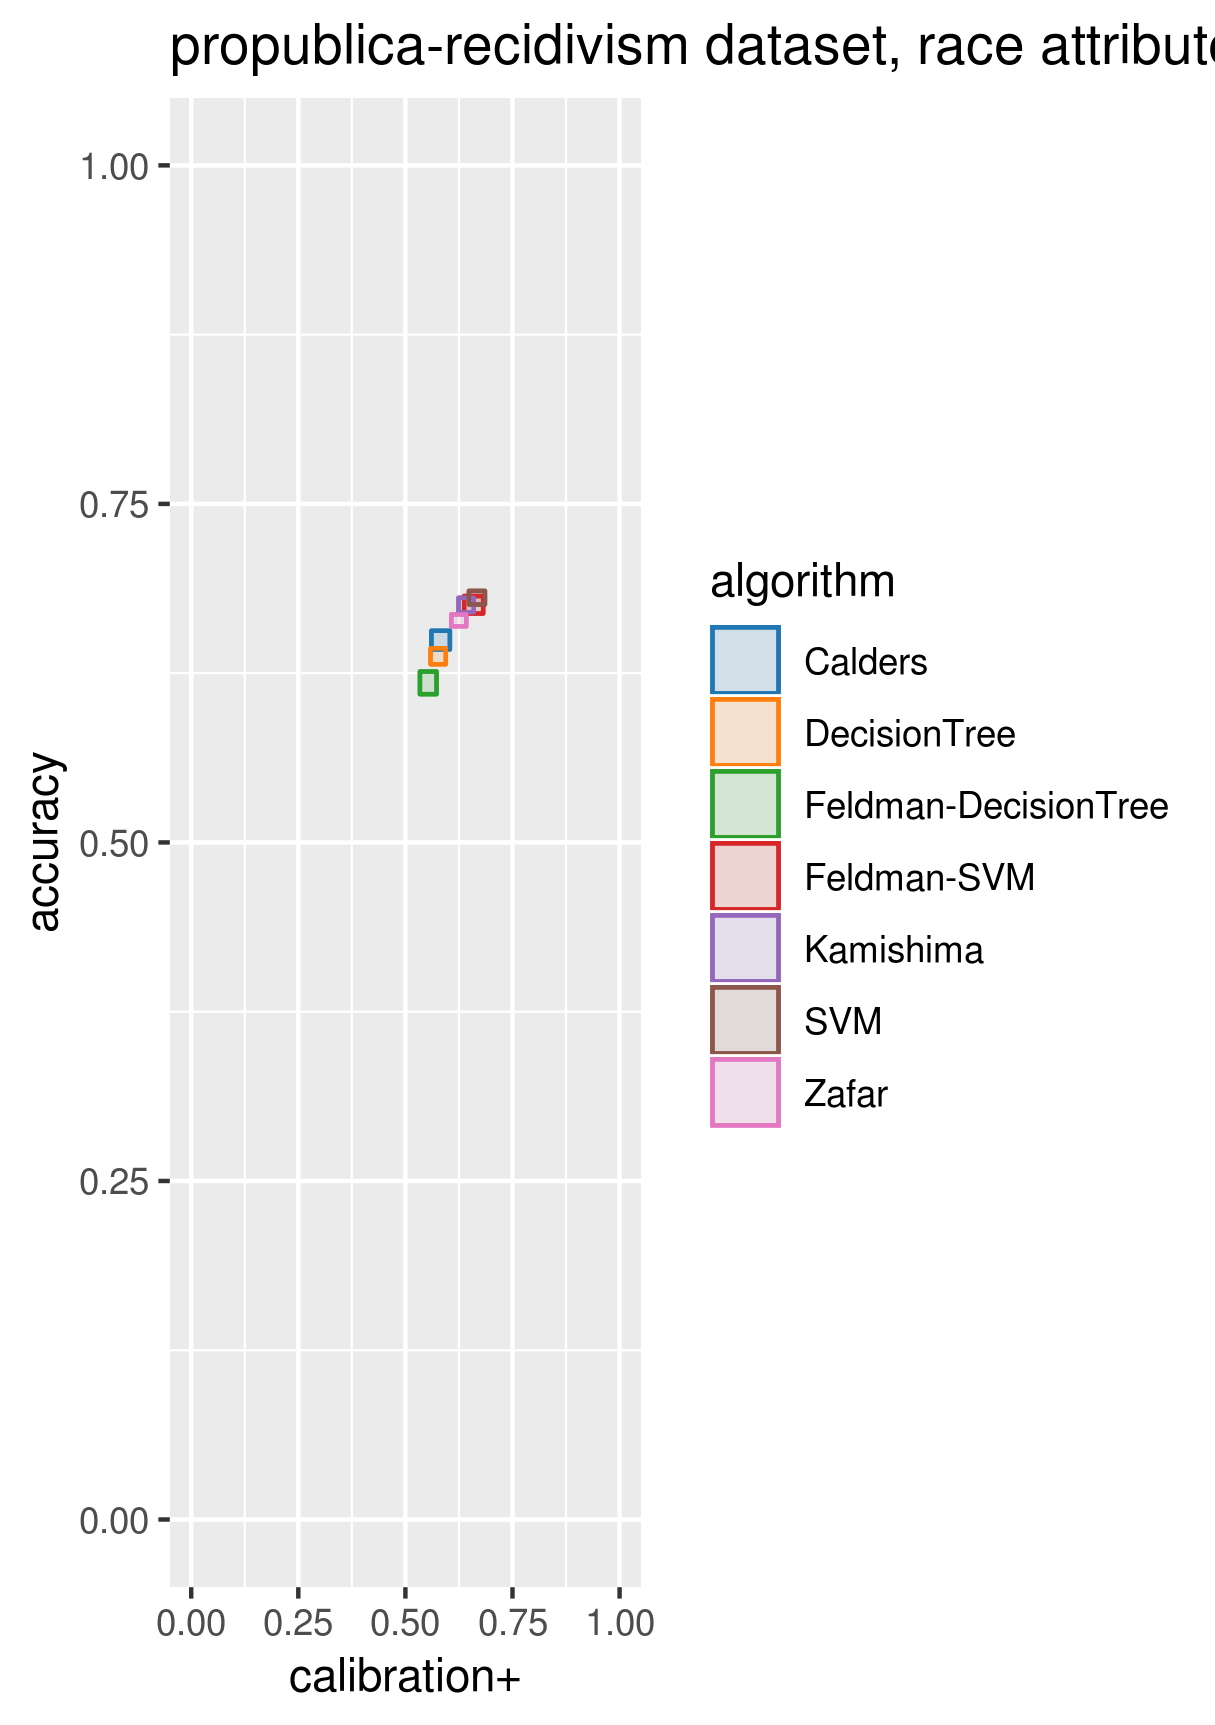 propublica-recidivism dataset, race attribute
1.00
0.75
0.50
0.25
0.00
accuracy
0.00 0.25 0.50 0.75 1.00
calibration+
algorithm
Calders
DecisionTree
Feldman-DecisionTree
Feldman-SVM
Kamishima
SVM
Zafar